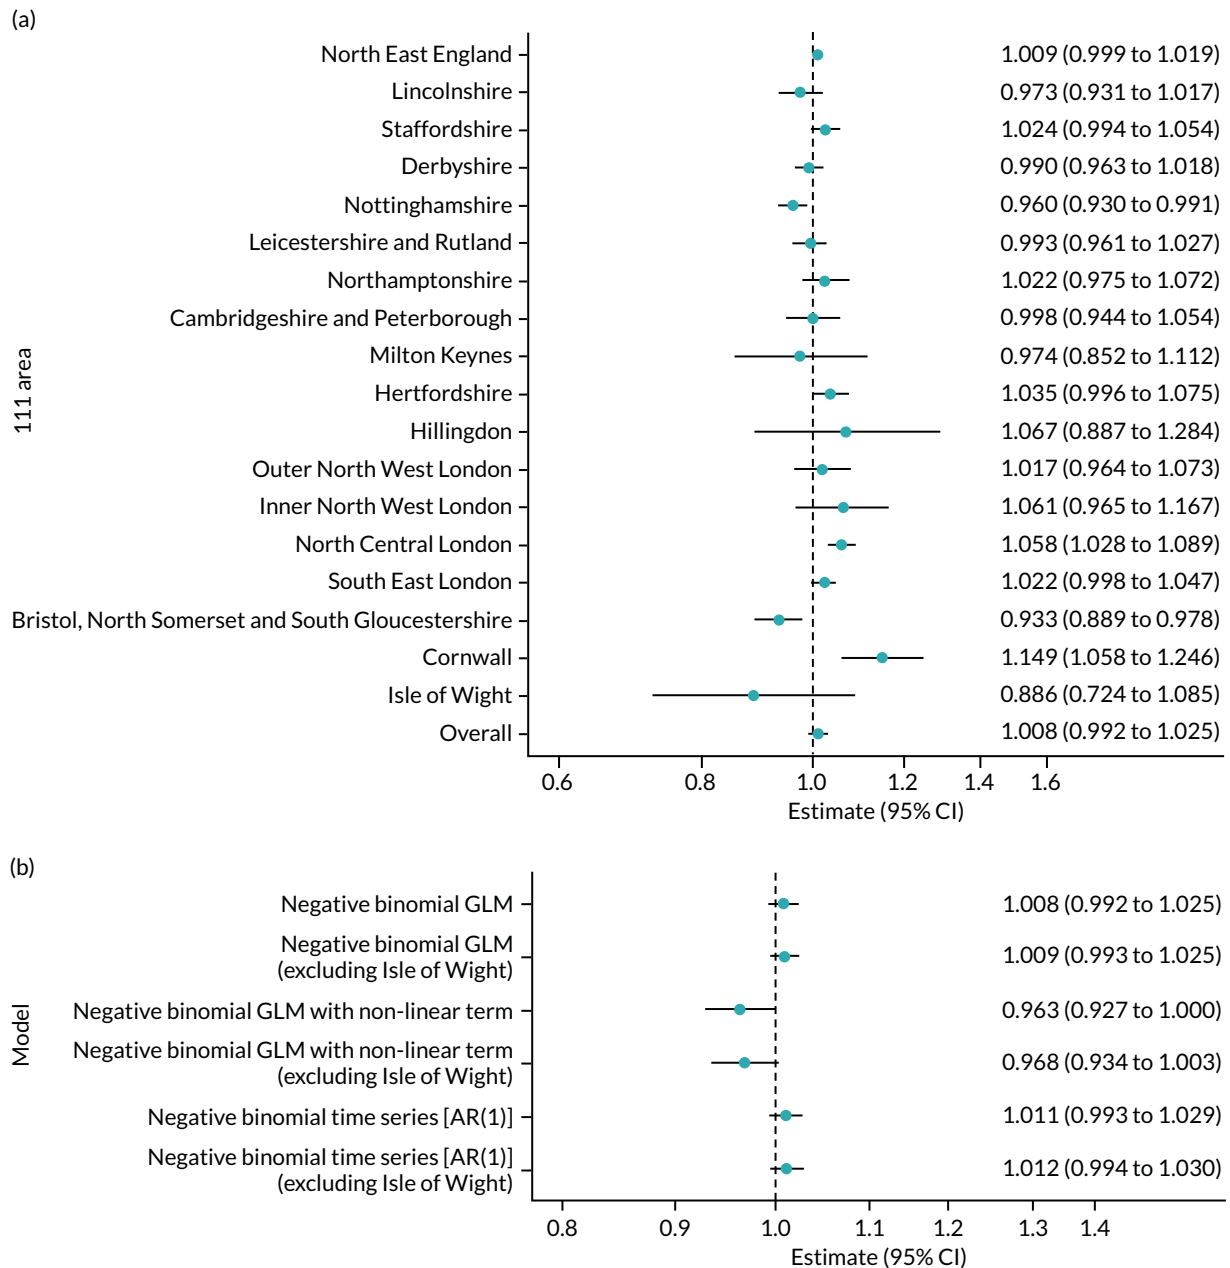 (a)
111 area
North East England 1.009 (0.999 to 1.019)
Lincolnshire 0.973 (0.931 to 1.017)
Staffordshire 1.024 (0.994 to 1.054)
Derbyshire 0.990 (0.963 to 1.018)
Nottinghamshire 0.960 (0.930 to 0.991)
Leicestershire and Rutland 0.993 (0.961 to 1.027)
Northamptonshire 1.022 (0.975 to 1.072)
Cambridgeshire and Peterborough 0.998 (0.944 to 1.054)
Milton Keynes 0.974 (0.852 to 1.112)
Hertfordshire 1.035 (0.996 to 1.075)
Hillingdon 1.067 (0.887 to 1.284)
Outer North West London 1.017 (0.964 to 1.073)
Inner North West London 1.061 (0.965 to 1.167)
North Central London 1.058 (1.028 to 1.089)
South East London 1.022 (0.998 to 1.047)
Bristol, North Somerset and South Gloucestershire 0.933 (0.889 to 0.978)
Cornwall 1.149 (1.058 to 1.246)
Isle of Wight 0.886 (0.724 to 1.085)
Overall 1.008 (0.992 to 1.025)
0.6 0.8 1.0 1.2 1.4 1.6
Estimate (95% CI)
(b)
Model
Negative binomial GLM 1.008 (0.992 to 1.025)
Negative binomial GLM
(excluding Isle of Wight) 1.009 (0.993 to 1.025)
Negative binomial GLM with non-linear term 0.963 (0.927 to 1.000)
Negative binomial GLM with non-linear term
(excluding Isle of Wight) 0.968 (0.934 to 1.003)
Negative binomial time series [AR(1)] 1.011 (0.993 to 1.029)
Negative binomial time series [AR(1)]
(excluding Isle of Wight) 1.012 (0.994 to 1.030)
0.8 0.9 1.0 1.1 1.2 1.3 1.4
Estimate (95% CI)